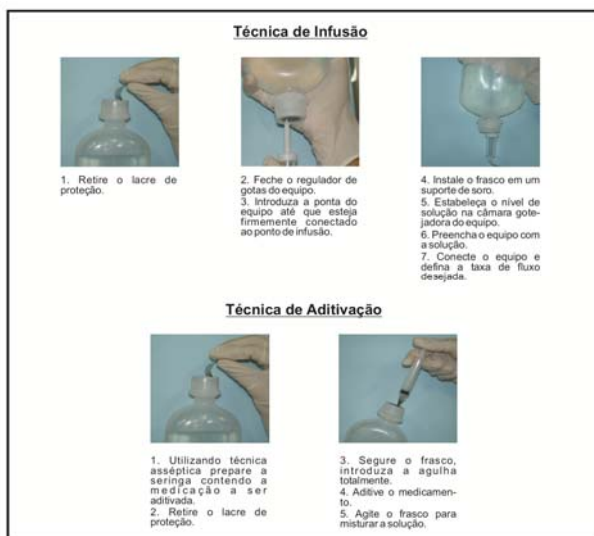 Técnica de Infusão
1. Retire o lacre de
proteção.
2. Feche o regulador de
gotas do equipo.
3. Introduza a ponta do
equipo até que esteja
firmemente conectado
ao ponto de infusão.
4. Instale o frasco em um
suporte de soro.
5. Estabeleça o nível de
solução na câmara gote-
jadora do equipo.
6. Preencha o equipo com
a solução.
7. Conecte o equipo e
defina a taxa de fluxo
desejada.
Técnica de Aditivação
1. Utilizando técnica
asséptica prepare a
seringa contendo a
medicação a ser
aditivada.
2. Retire o lacre de
proteção.
3. Segure o frasco,
introduza a agulha
totalmente.
4. Aditive o medicamen-
to.
5. Agite o frasco para
misturar a solução.